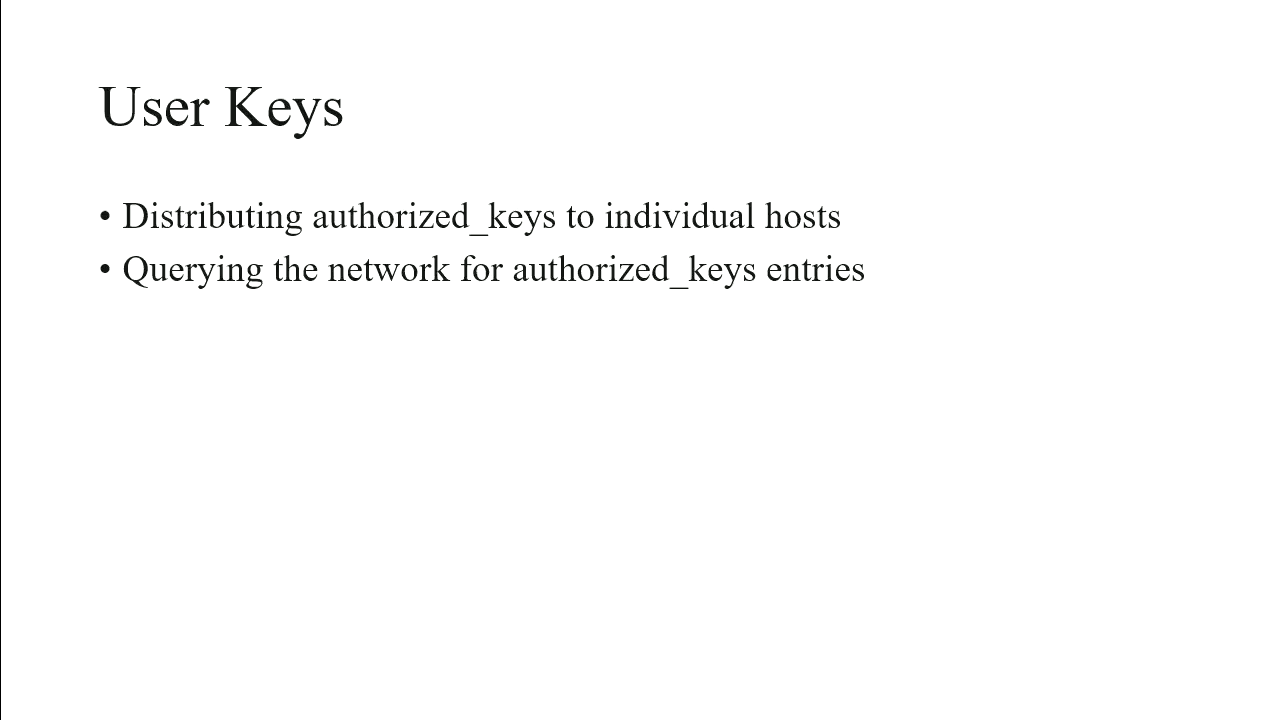 User Keys
• Distributing authorized_keys to individual hosts
• Querying the network for authorized_keys entries